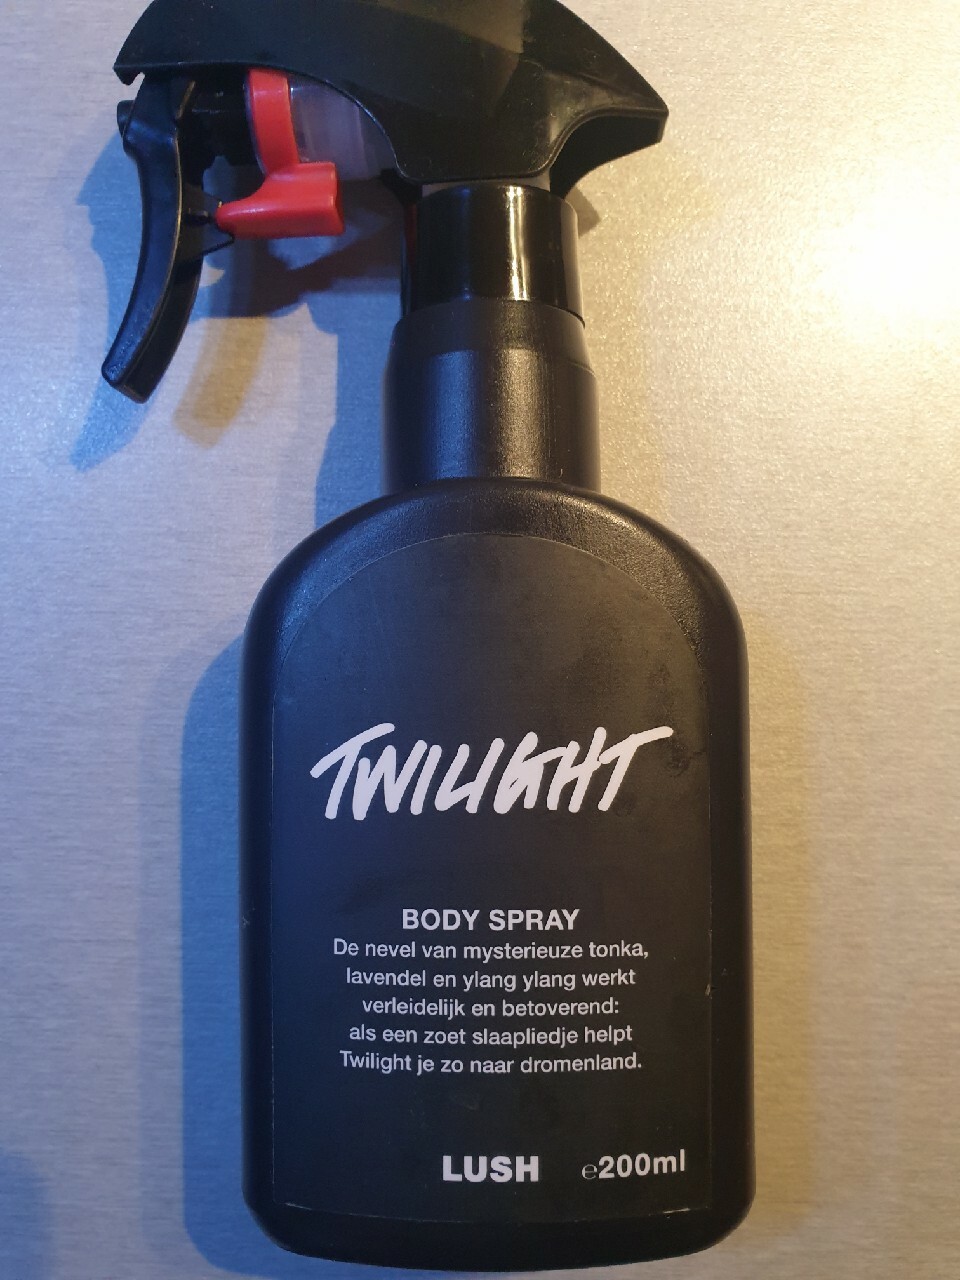 TWILIGHT
BODY SPRAY
De nevel van mysterieuze tonka,
lavendel en ylang ylang werkt
verleidelijk en betoverend:
als een zoet slaapliedje helpt
Twilight je zo naar dromenland.
LUSH ℮200ml